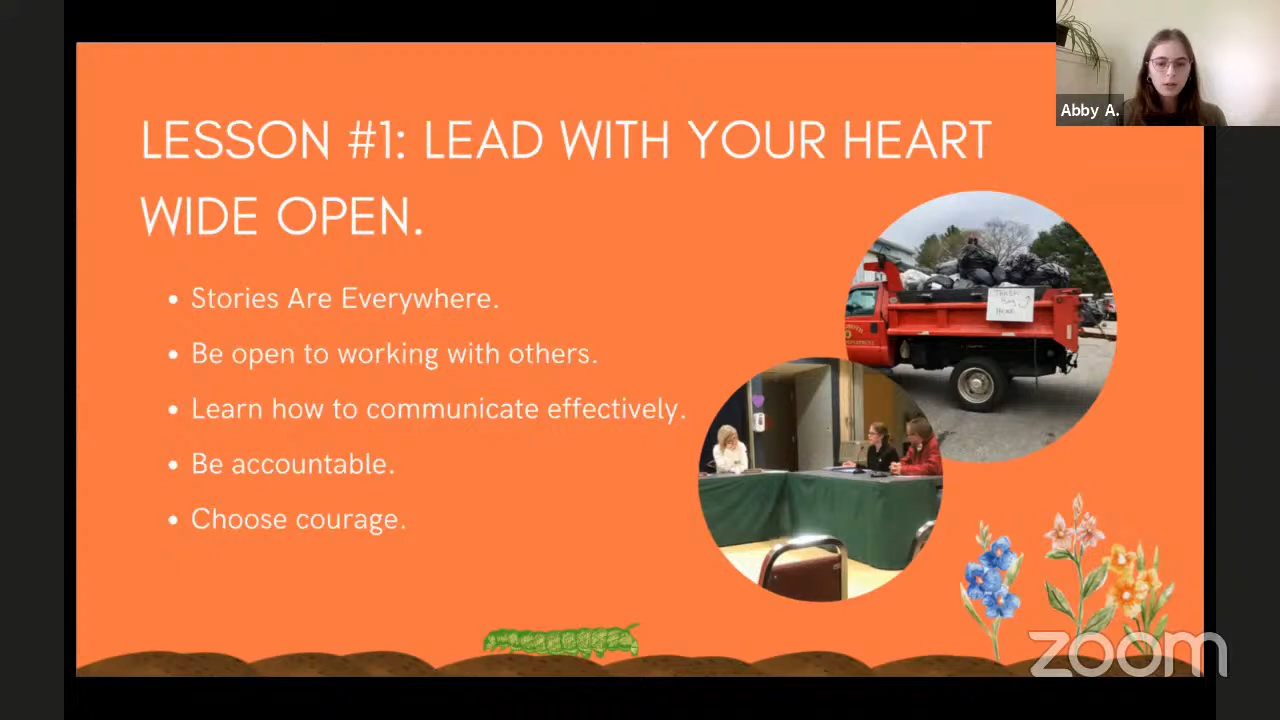 Abby A.
LESSON #1: LEAD WITH YOUR HEART
WIDE OPEN.
• Stories Are Everywhere.
• Be open to working with others.
• Learn how to communicate effectively.
• Be accountable.
• Choose courage.
zoom